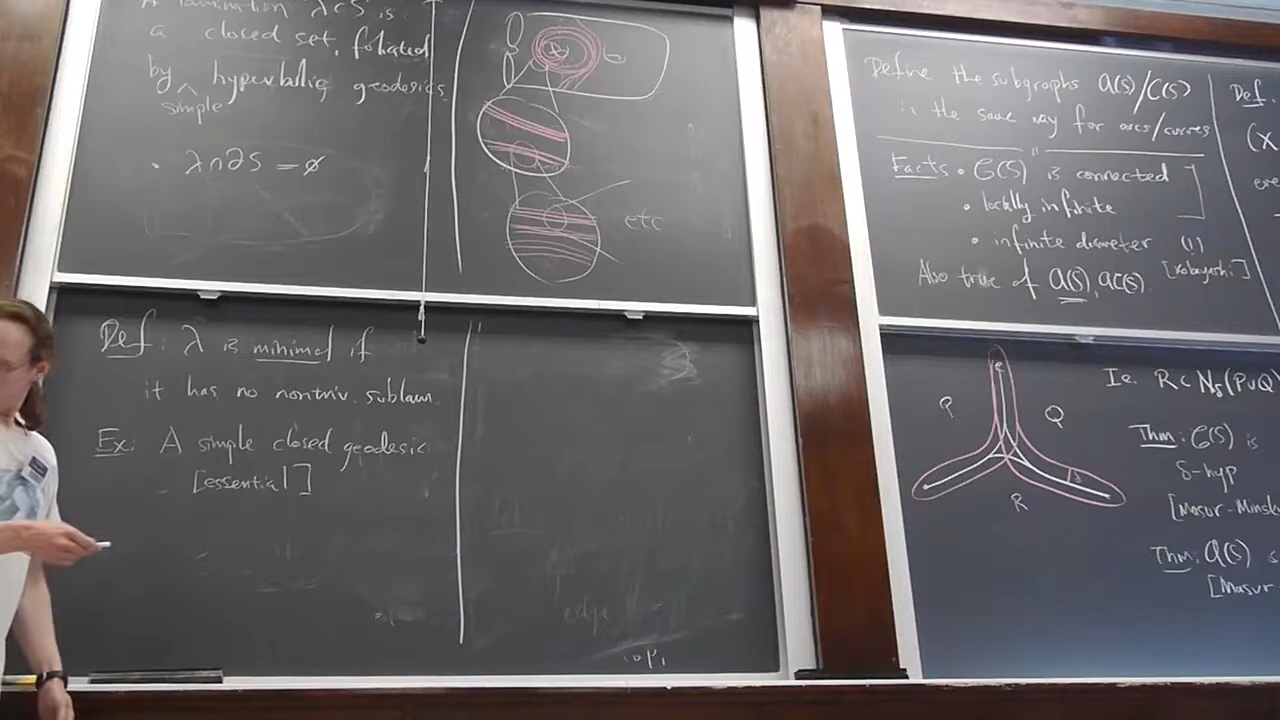 A lamination λ⊂S is
a closed set, foliated
by ^ hyperbolic geodesics
simple
• λ∩∂S = ∅
etc
Def: λ is minimal if
it has no nontriv. sublam
Ex: A simple closed geodesic
[essential]
edge
Define the subgraphs a(S)/C(S)
in the same way for arcs/curves
Facts • G(S) is connected
• locally infinite
• infinite diameter (!)
[Kobayashi]
Also true of a(S), aC(S).
P
Q
R
e
δ
Ie. R⊂N_δ(P∪Q)
Thm: G(S) is
δ-hyp
[Masur-Minsky
Thm: a(S) is
[Masur-
Def.
(X